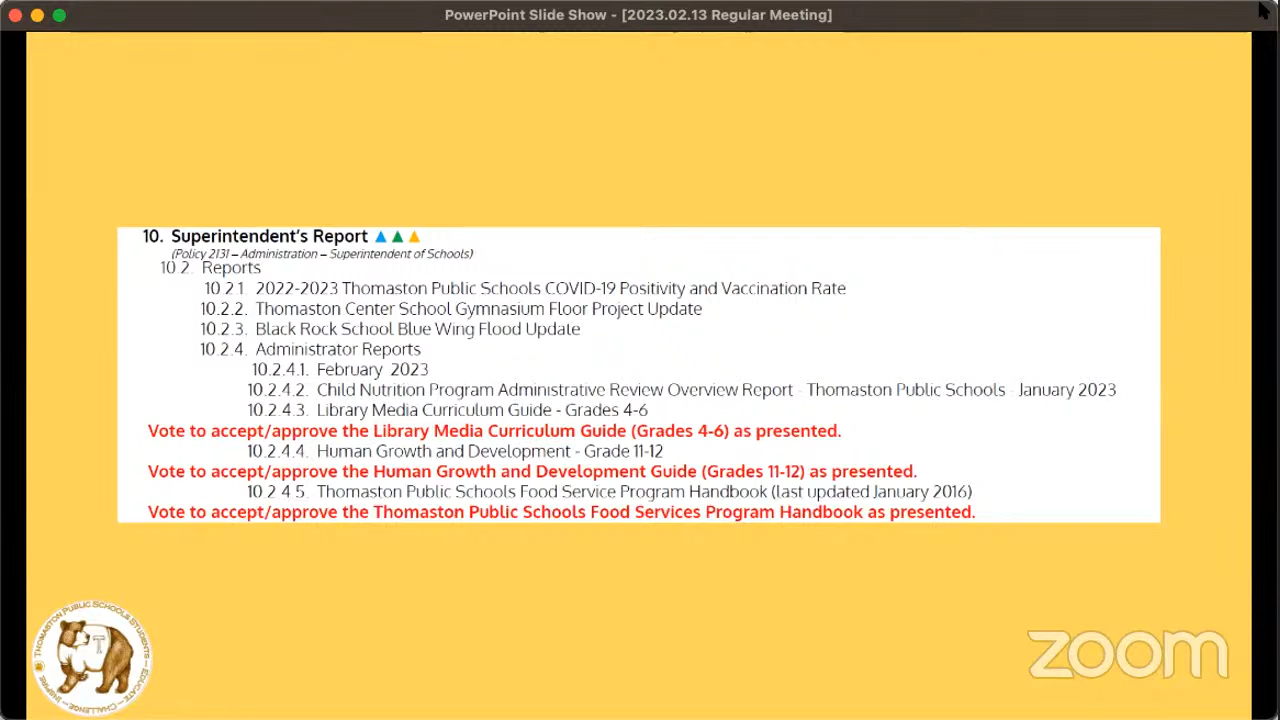 PowerPoint Slide Show - [2023.02.13 Regular Meeting]
10. Superintendent's Report
(Policy 2131 – Administration – Superintendent of Schools)
10.2. Reports
10.2.1. 2022-2023 Thomaston Public Schools COVID-19 Positivity and Vaccination Rate
10.2.2. Thomaston Center School Gymnasium Floor Project Update
10.2.3. Black Rock School Blue Wing Flood Update
10.2.4. Administrator Reports
10.2.4.1. February 2023
10.2.4.2. Child Nutrition Program Administrative Review Overview Report - Thomaston Public Schools - January 2023
10.2.4.3. Library Media Curriculum Guide - Grades 4-6
Vote to accept/approve the Library Media Curriculum Guide (Grades 4-6) as presented.
10.2.4.4. Human Growth and Development - Grade 11-12
Vote to accept/approve the Human Growth and Development Guide (Grades 11-12) as presented.
10.2.4.5. Thomaston Public Schools Food Service Program Handbook (last updated January 2016)
Vote to accept/approve the Thomaston Public Schools Food Services Program Handbook as presented.
THOMASTON PUBLIC SCHOOLS STUDENTS
INSPIRE — CHALLENGE — EDUCATE
T
zoom